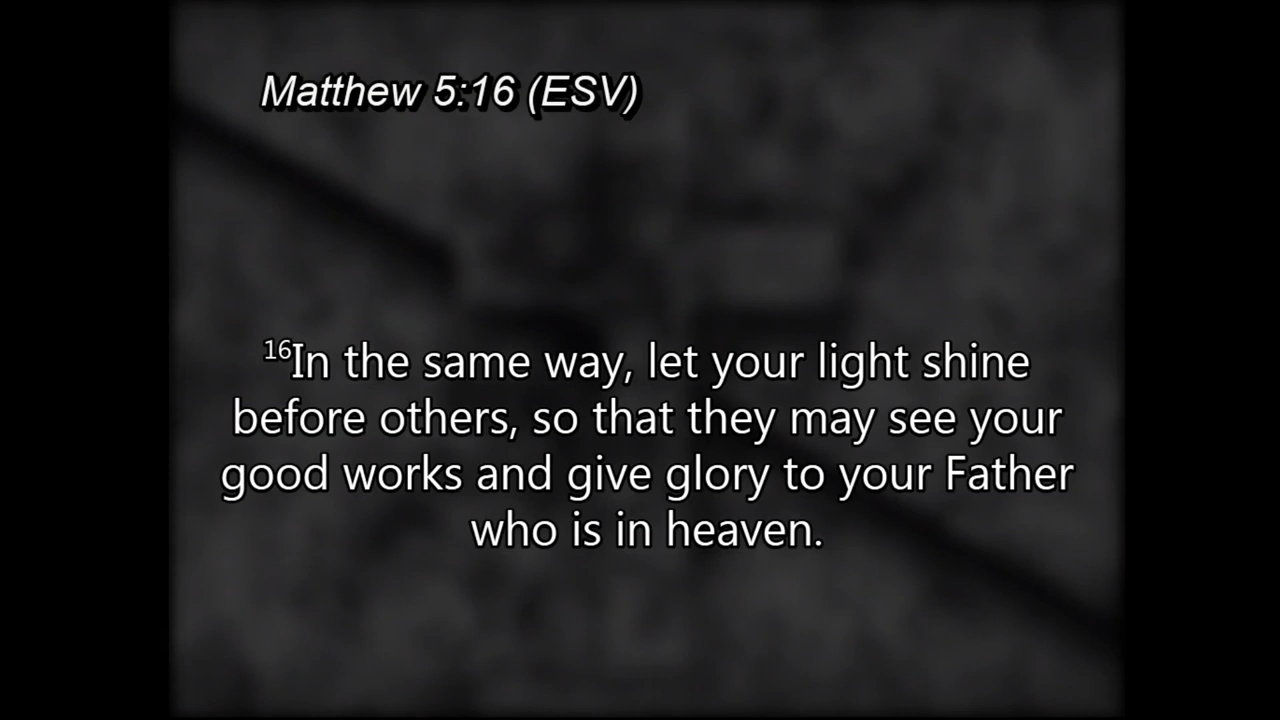 Matthew 5:16 (ESV)
16In the same way, let your light shine
before others, so that they may see your
good works and give glory to your Father
who is in heaven.